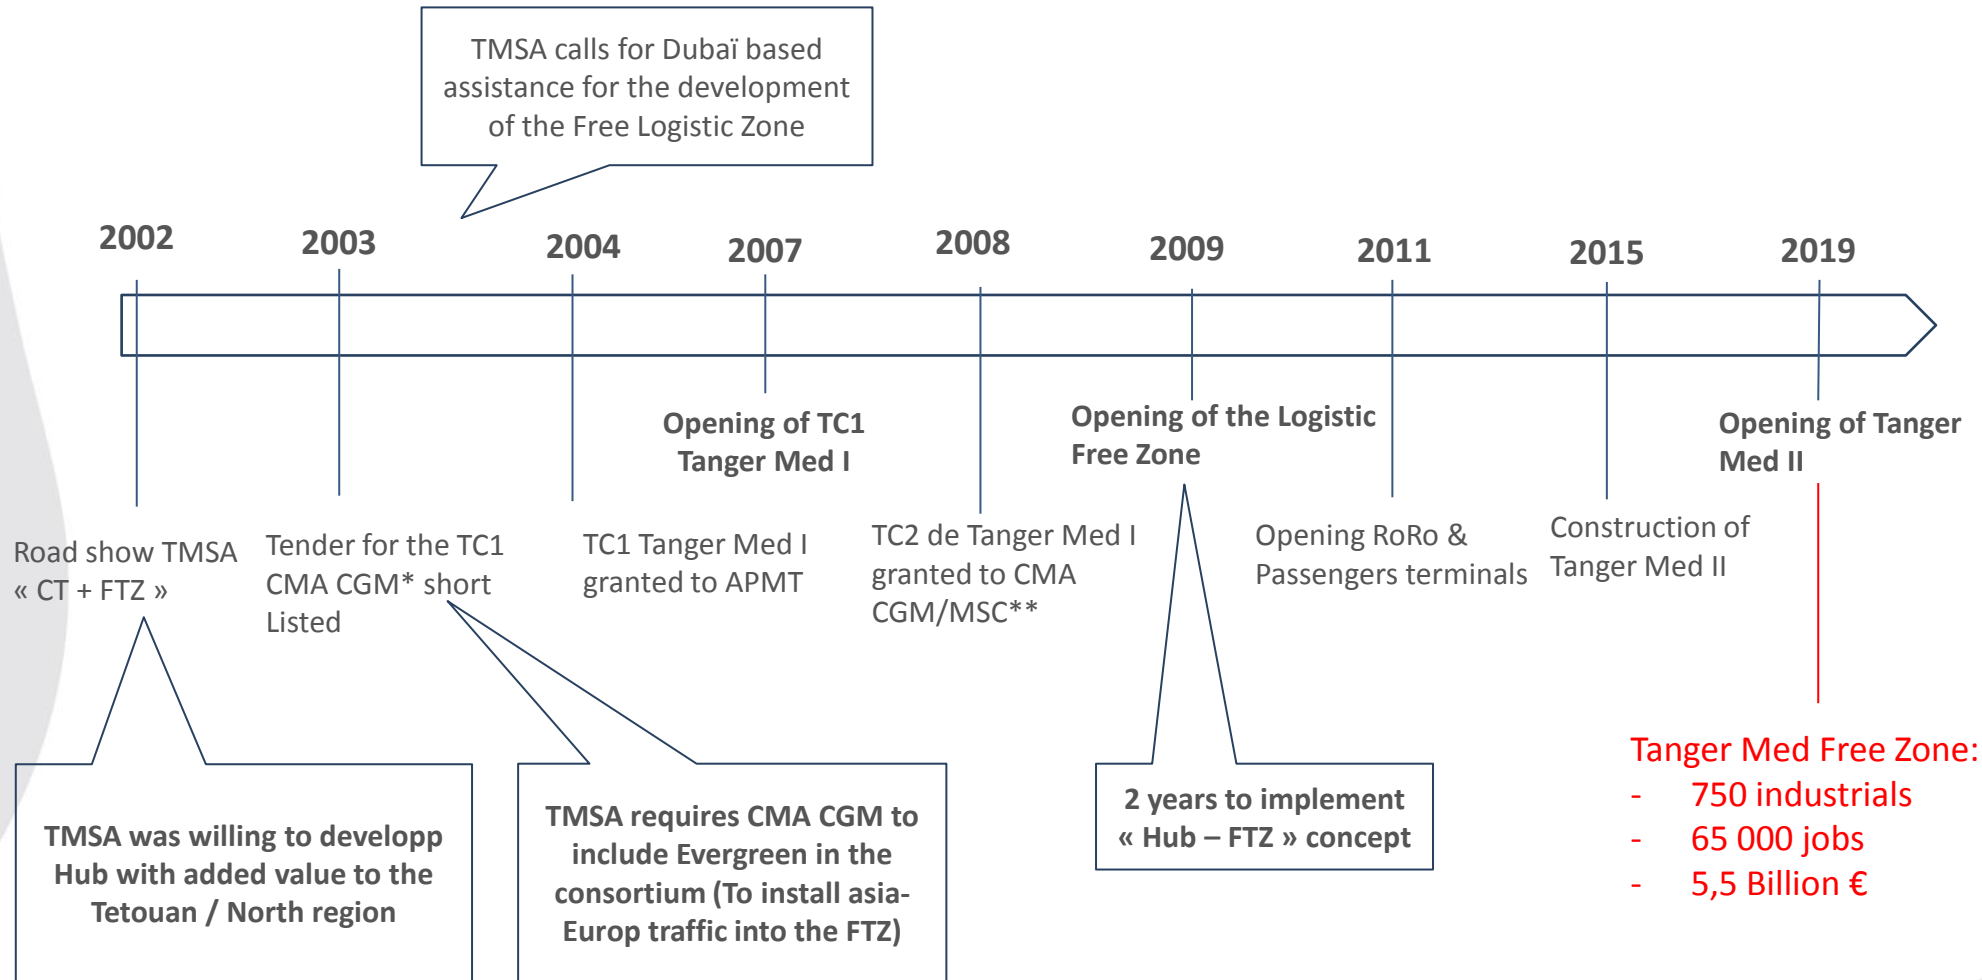 TMSA calls for Dubaï based
assistance for the development
of the Free Logistic Zone
2002
2003
2004
2007
2008
2009
2011
2015
2019
Opening of TC1
Tanger Med I
Opening of the Logistic
Free Zone
Opening of Tanger
Med II
Road show TMSA
« CT + FTZ »
Tender for the TC1
CMA CGM* short
Listed
TC1 Tanger Med I
granted to APMT
TC2 de Tanger Med I
granted to CMA
CGM/MSC**
Opening RoRo &
Passengers terminals
Construction of
Tanger Med II
TMSA was willing to developp
Hub with added value to the
Tetouan / North region
TMSA requires CMA CGM to
include Evergreen in the
consortium (To install asia-
Europ traffic into the FTZ)
2 years to implement
« Hub – FTZ » concept
Tanger Med Free Zone:
- 750 industrials
- 65 000 jobs
- 5,5 Billion €